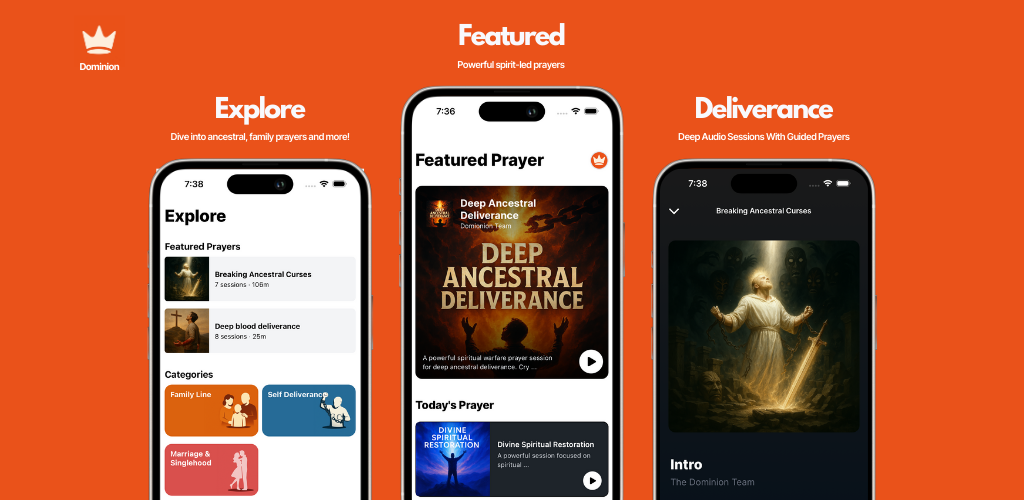 Dominion
Explore
Dive into ancestral, family prayers and more!
7:38
Explore
Featured Prayers
Breaking Ancestral Curses
7 sessions · 106m
Deep blood deliverance
8 sessions · 25m
Categories
Family Line
Self Deliverance
Marriage &
Singlehood
Featured
Powerful spirit-led prayers
7:36
Featured Prayer
DEEP
ANCESTRAL
DELIVERANCE
Deep Ancestral
Deliverance
Domionion Team
DEEP
ANCESTRAL
DELIVERANCE
A powerful spiritual warfare prayer session
for deep ancestral deliverance. Cry ...
Today's Prayer
DIVINE
SPIRITUAL
RESTORATION
Divine Spiritual Restoration
A powerful session focused on
spiritual ...
Deliverance
Deep Audio Sessions With Guided Prayers
7:38
Breaking Ancestral Curses
Intro
The Dominion Team